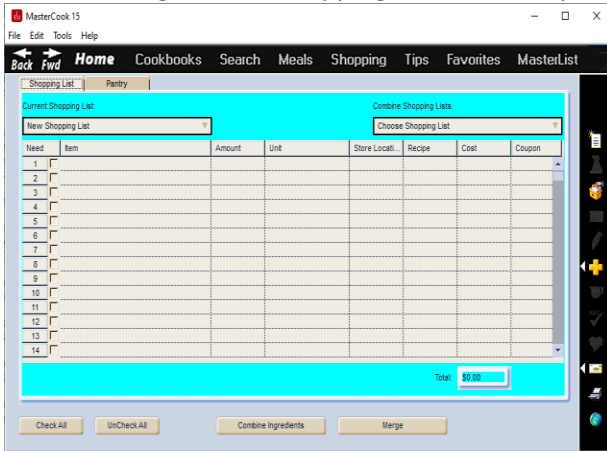 MasterCook 15
File Edit Tools Help
Back Fwd Home Cookbooks Search Meals Shopping Tips Favorites MasterList
Shopping List Pantry
Current Shopping List: Combine Shopping Lists:
New Shopping List Choose Shopping List
Need Item Amount Unit Store Locati... Recipe Cost Coupon
1
2
3
4
5
6
7
8
9
10
11
12
13
14
Total: $0.00
Check All UnCheck All Combine Ingredients Merge